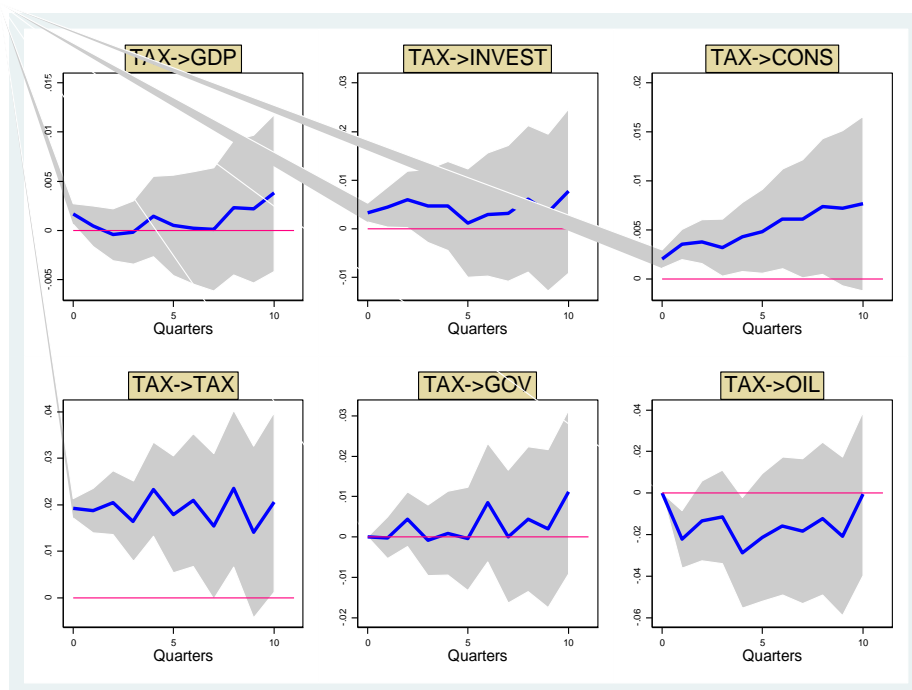 TAX->GDP
.015
.01
.005
0
-.005
0 5 10
Quarters
TAX->INVEST
.03
.02
.01
0
-.01
0 5 10
Quarters
TAX->CONS
.02
.015
.01
.005
0
0 5 10
Quarters
TAX->TAX
.04
.03
.02
.01
0
0 5 10
Quarters
TAX->GOV
.03
.02
.01
0
-.01
-.02
0 5 10
Quarters
TAX->OIL
.04
.02
0
-.02
-.04
-.06
0 5 10
Quarters